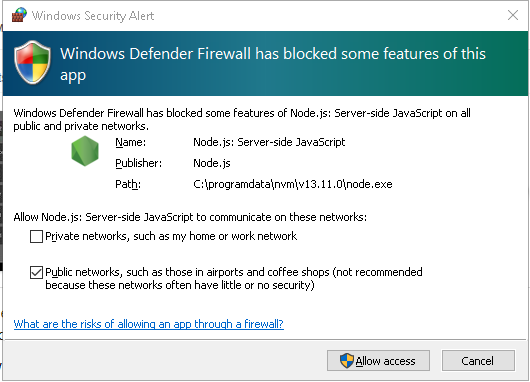 Windows Security Alert
Windows Defender Firewall has blocked some features of this
app
Windows Defender Firewall has blocked some features of Node.js: Server-side JavaScript on all
public and private networks.
Name: Node.js: Server-side JavaScript
Publisher: Node.js
Path: C:\programdata\nvm\v13.11.0\node.exe
Allow Node.js: Server-side JavaScript to communicate on these networks:
Private networks, such as my home or work network
Public networks, such as those in airports and coffee shops (not recommended
because these networks often have little or no security)
What are the risks of allowing an app through a firewall?
Allow access Cancel